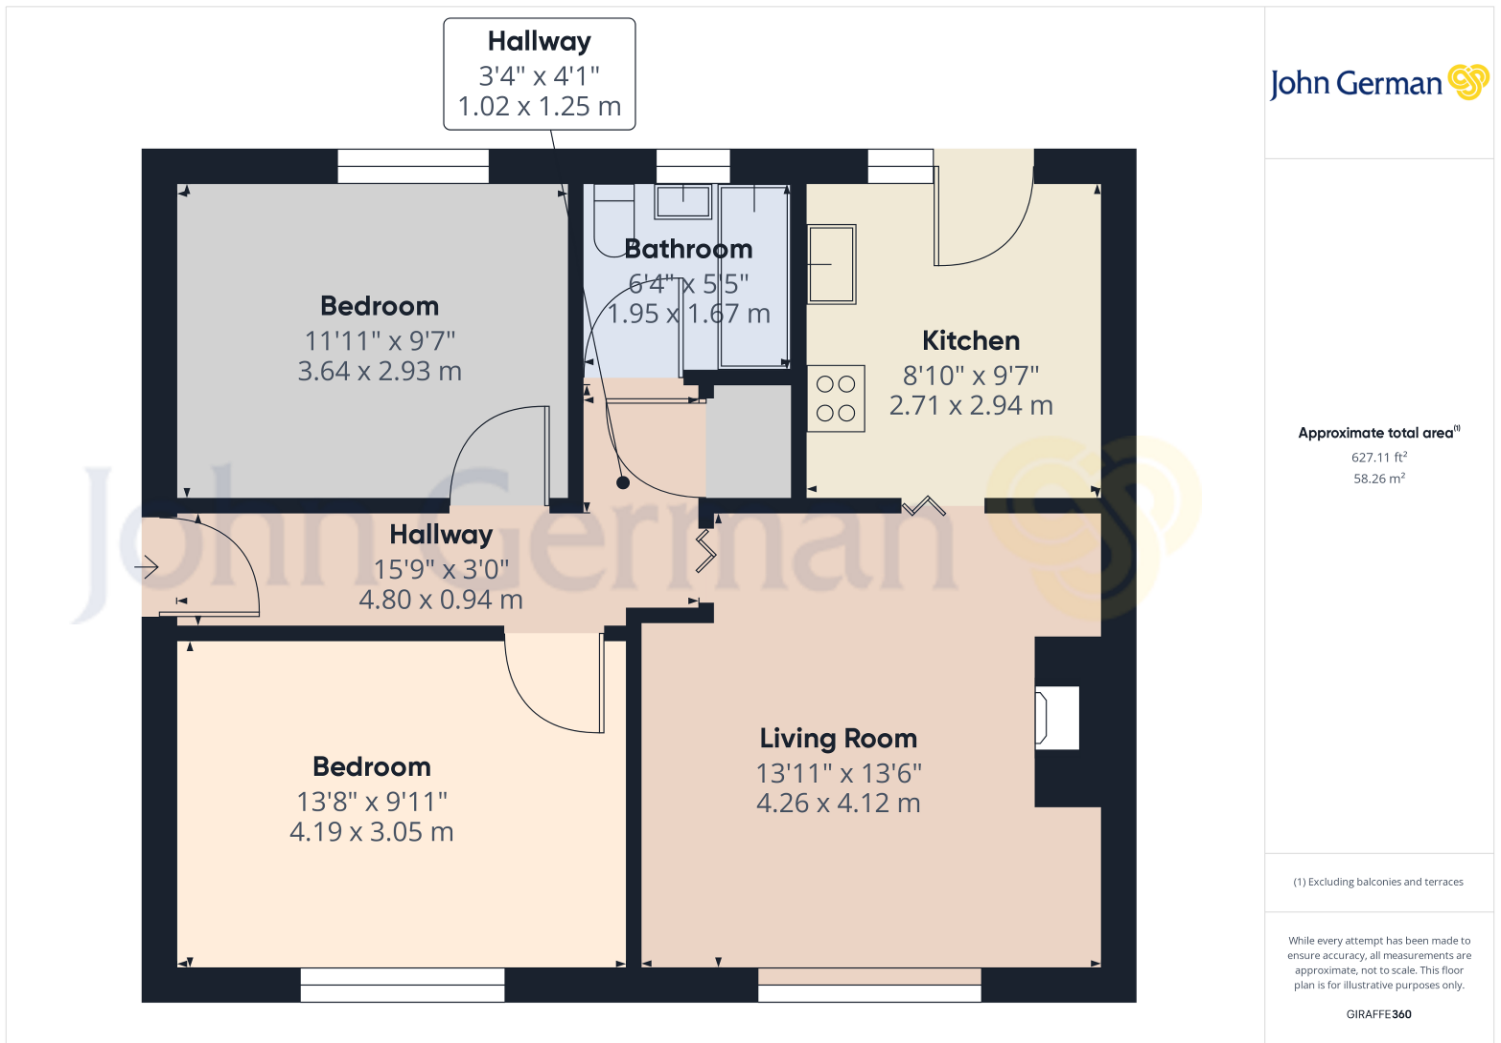 Hallway
3'4" x 4'1"
1.02 x 1.25 m
John German
Bedroom
11'11" x 9'7"
3.64 x 2.93 m
Bathroom
6'4" x 5'5"
1.95 x 1.67 m
Kitchen
8'10" x 9'7"
2.71 x 2.94 m
Hallway
15'9" x 3'0"
4.80 x 0.94 m
John German
Bedroom
13'8" x 9'11"
4.19 x 3.05 m
Living Room
13'11" x 13'6"
4.26 x 4.12 m
Approximate total area(1)
627.11 ft²
58.26 m²
(1) Excluding balconies and terraces
While every attempt has been made to
ensure accuracy, all measurements are
approximate, not to scale. This floor
plan is for illustrative purposes only.
GIRAFFE360